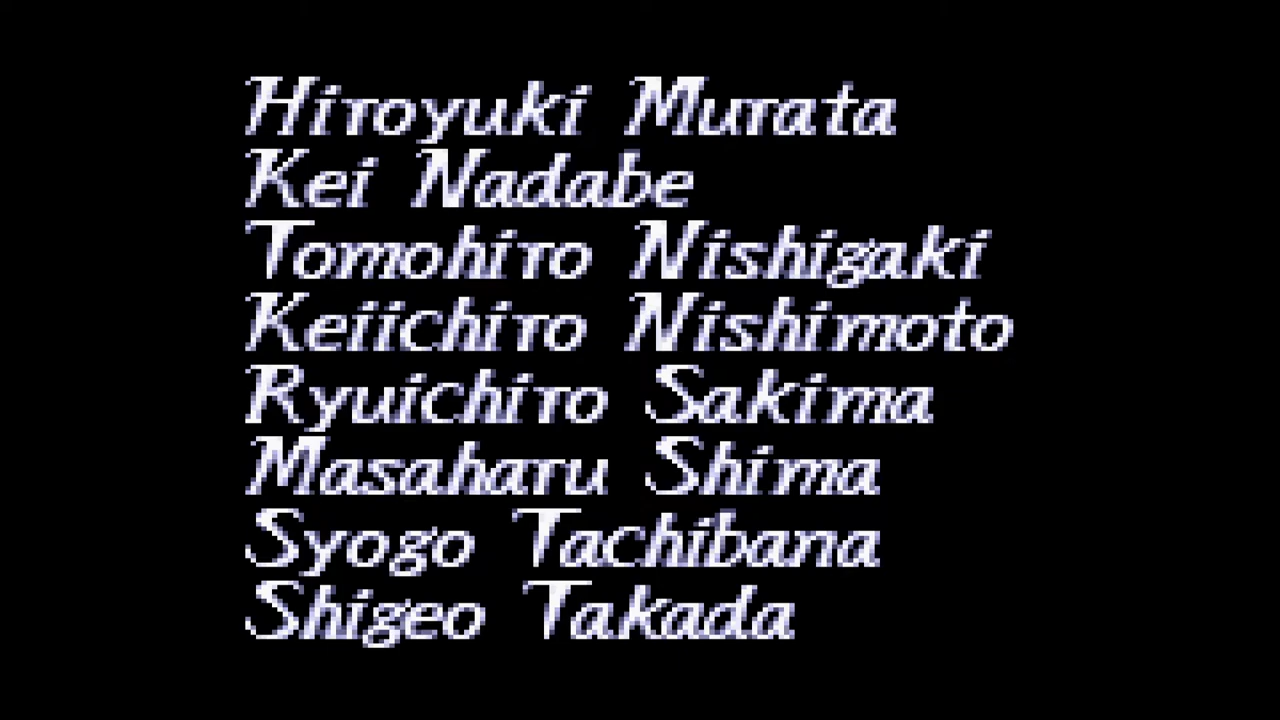 Hiroyuki Murata
Kei Nadabe
Tomohiro Nishigaki
Keiichiro Nishimoto
Ryuichiro Sakima
Masaharu Shima
Syogo Tachibana
Shigeo Takada